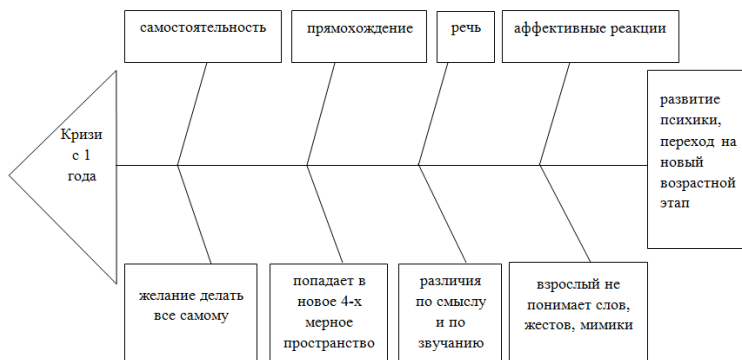 самостоятельность
прямохождение
речь
аффективные реакции
Кризи
с 1
года
развитие
психики,
переход на
новый
возрастной
этап
желание делать
все самому
попадает в
новое 4-х
мерное
пространство
различия
по смыслу
и по
звучанию
взрослый не
понимает слов,
жестов, мимики